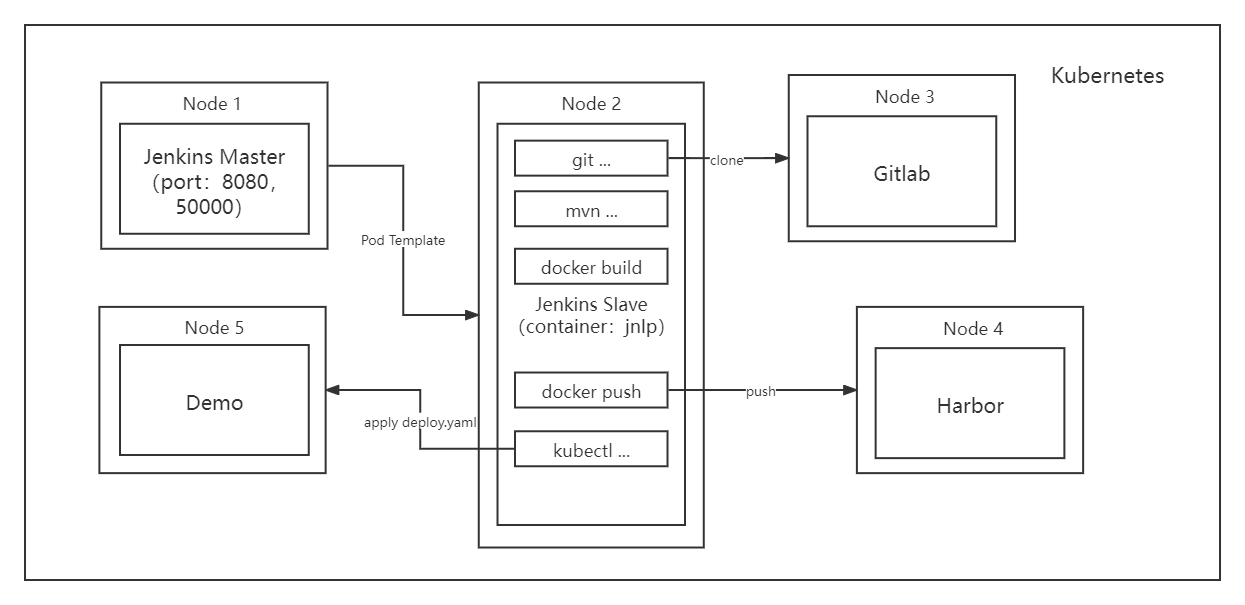 Kubernetes
Node 1
Jenkins Master
（port：8080，
50000）
Pod Template
Node 2
git ...
mvn ...
docker build
Jenkins Slave
（container：jnlp）
docker push
kubectl ...
clone
Node 3
Gitlab
push
Node 4
Harbor
apply deploy.yaml
Node 5
Demo